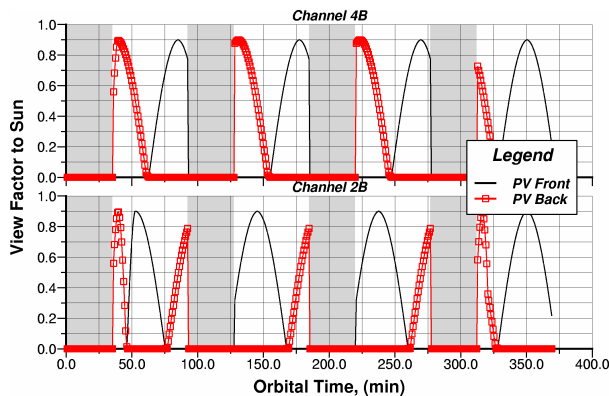 Channel 4B
1.0
0.8
0.6
0.4
0.2
0.0
View Factor to Sun
Legend
PV Front
PV Back
Channel 2B
1.0
0.8
0.6
0.4
0.2
0.0
0.0 50.0 100.0 150.0 200.0 250.0 300.0 350.0 400.0
Orbital Time, (min)